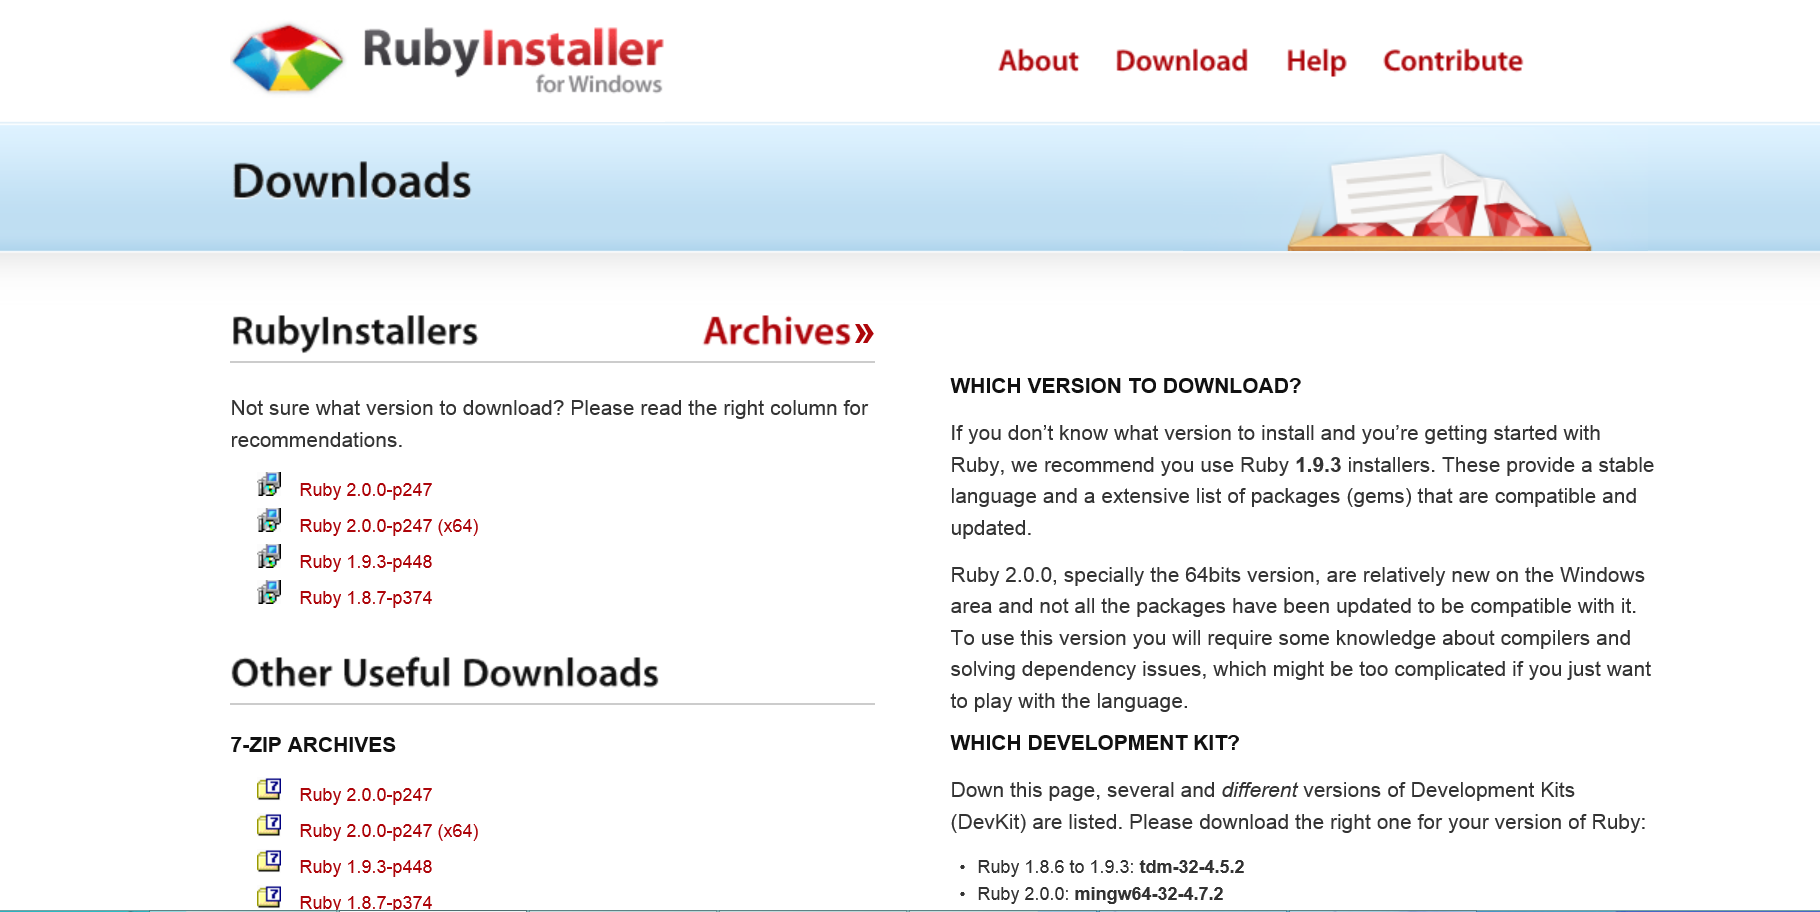 RubyInstaller
for Windows
About Download Help Contribute
Downloads
RubyInstallers Archives»
Not sure what version to download? Please read the right column for
recommendations.
Ruby 2.0.0-p247
Ruby 2.0.0-p247 (x64)
Ruby 1.9.3-p448
Ruby 1.8.7-p374
Other Useful Downloads
7-ZIP ARCHIVES
7 Ruby 2.0.0-p247
7 Ruby 2.0.0-p247 (x64)
7 Ruby 1.9.3-p448
7 Ruby 1.8.7-p374
WHICH VERSION TO DOWNLOAD?
If you don’t know what version to install and you’re getting started with
Ruby, we recommend you use Ruby 1.9.3 installers. These provide a stable
language and a extensive list of packages (gems) that are compatible and
updated.
Ruby 2.0.0, specially the 64bits version, are relatively new on the Windows
area and not all the packages have been updated to be compatible with it.
To use this version you will require some knowledge about compilers and
solving dependency issues, which might be too complicated if you just want
to play with the language.
WHICH DEVELOPMENT KIT?
Down this page, several and different versions of Development Kits
(DevKit) are listed. Please download the right one for your version of Ruby:
• Ruby 1.8.6 to 1.9.3: tdm-32-4.5.2
• Ruby 2.0.0: mingw64-32-4.7.2